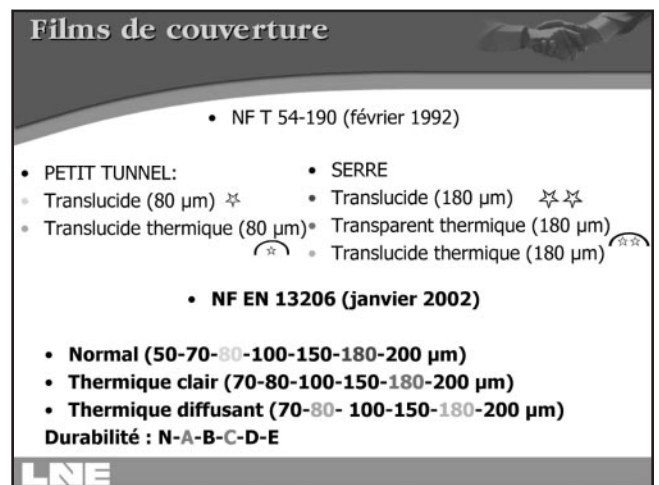 Films de couverture
• NF T 54-190 (février 1992)
• PETIT TUNNEL:
• Translucide (80 µm) ☆
• Translucide thermique (80 µm)
☆
• SERRE
• Translucide (180 µm) ☆☆
• Transparent thermique (180 µm)
☆☆
• Translucide thermique (180 µm)
• NF EN 13206 (janvier 2002)
• Normal (50-70-80-100-150-180-200 µm)
• Thermique clair (70-80-100-150-180-200 µm)
• Thermique diffusant (70-80- 100-150-180-200 µm)
Durabilité : N-A-B-C-D-E
LNE